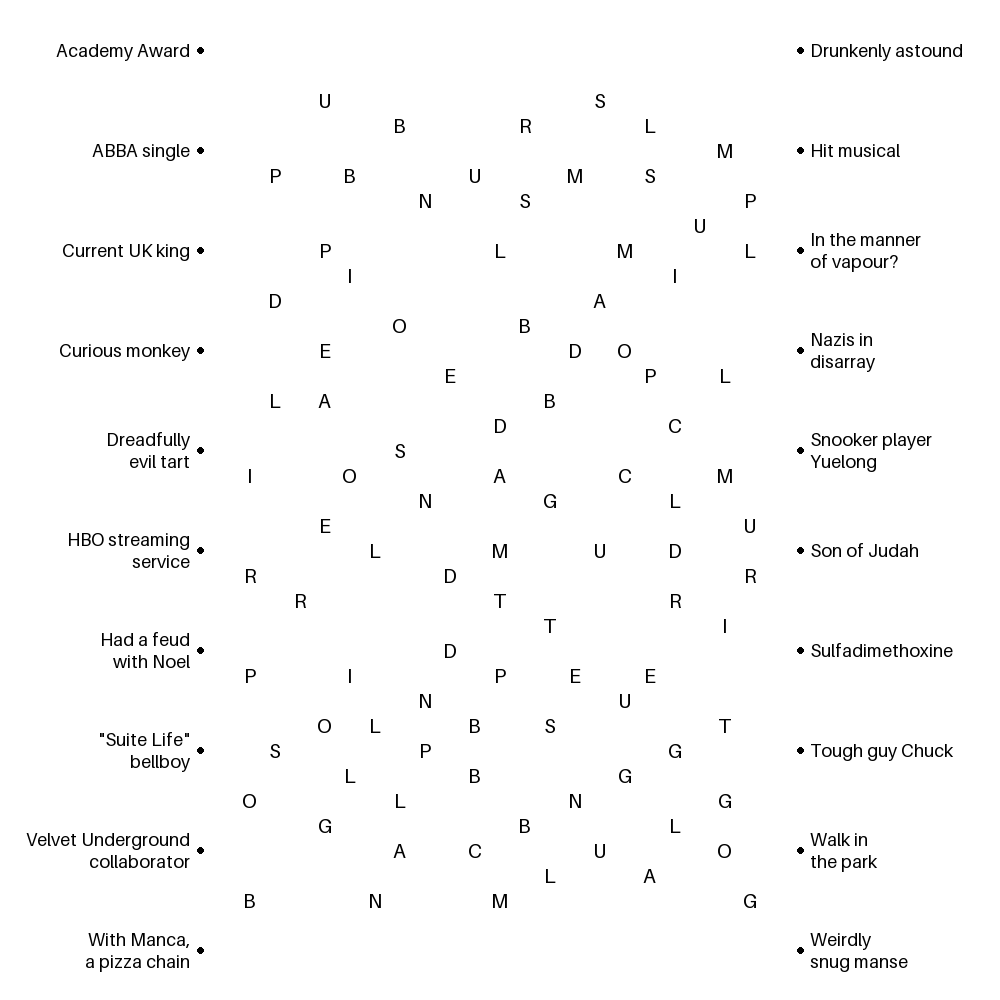 Academy Award • • Drunkenly astound
U S
B R L
ABBA single • M • Hit musical
P B U M S
N S P
U
Current UK king • P L M L • In the manner
of vapour?
I I
D A
O B
Curious monkey • E D O • Nazis in
disarray
E P L
L A B
D C
Dreadfully
evil tart • S • Snooker player
Yuelong
I O A C M
N G L
E U
HBO streaming
service • L M U D • Son of Judah
R D R
R T R
T I
Had a feud
with Noel • D • Sulfadimethoxine
P I P E E
N U
O L B S T
"Suite Life"
bellboy • S P G • Tough guy Chuck
L B G
O L N G
G B L
Velvet Underground
collaborator • A C U O • Walk in
the park
L A
B N M G
With Manca,
a pizza chain • • Weirdly
snug manse